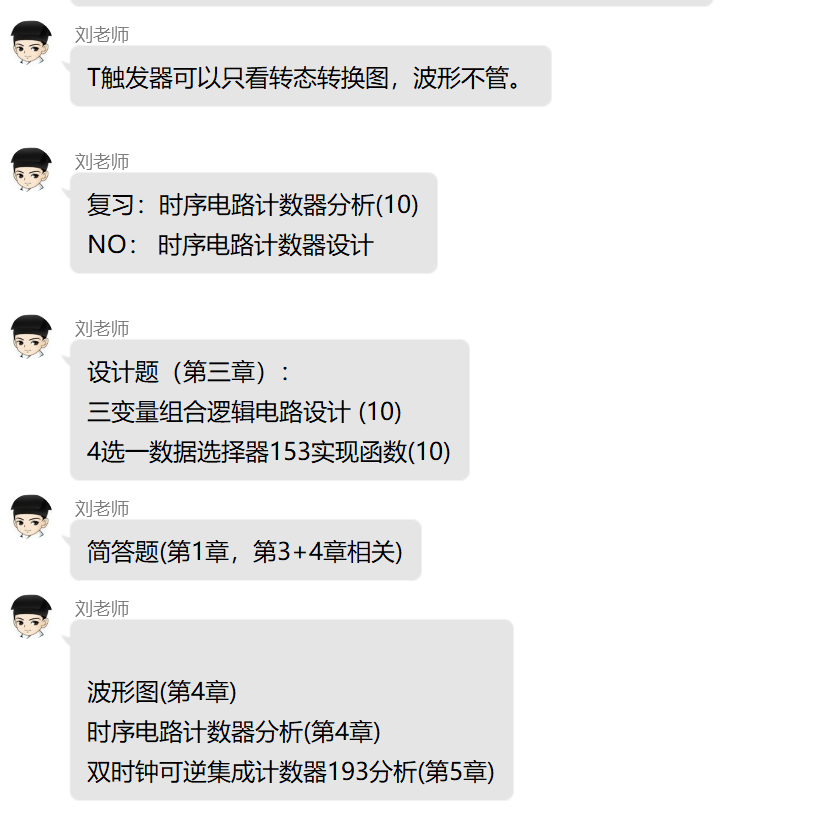 刘老师
T触发器可以只看转态转换图，波形不管。
刘老师
复习：时序电路计数器分析(10)
NO： 时序电路计数器设计
刘老师
设计题（第三章）：
三变量组合逻辑电路设计 (10)
4选一数据选择器153实现函数(10)
刘老师
简答题(第1章，第3+4章相关)
刘老师
波形图(第4章)
时序电路计数器分析(第4章)
双时钟可逆集成计数器193分析(第5章)